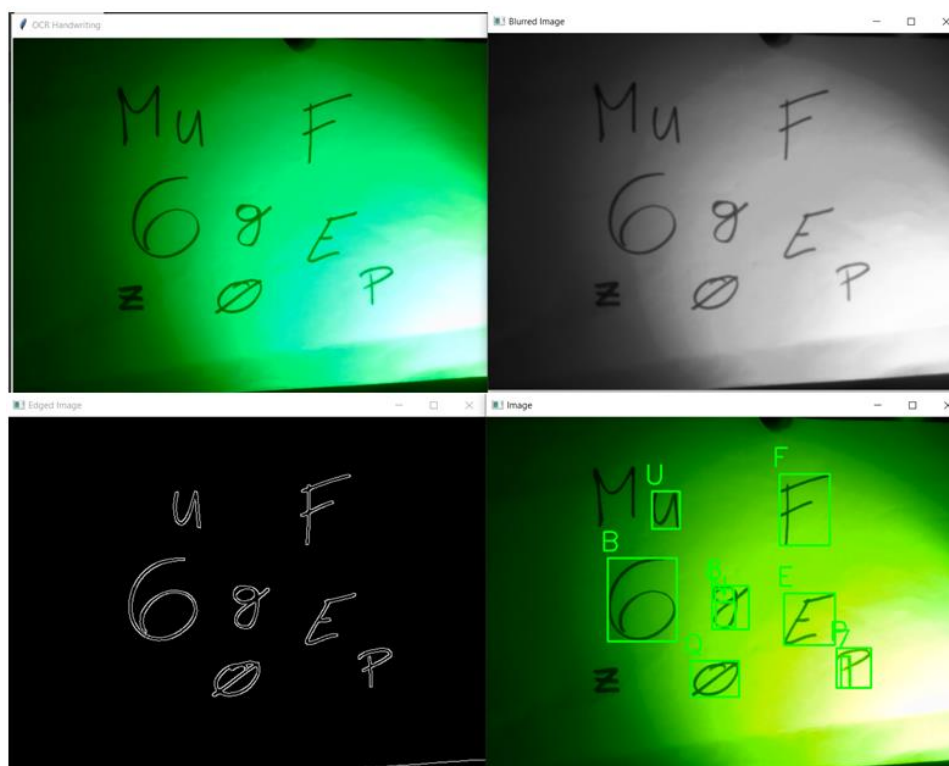 OCR Handwriting
Mu F
6 g E
Z Ø P
Blurred Image
Mu F
6 g E
Z Ø P
Edged Image
u F
6 g E
Ø P
Image
U F
Mu F
B E
6 g E
Z Ø P